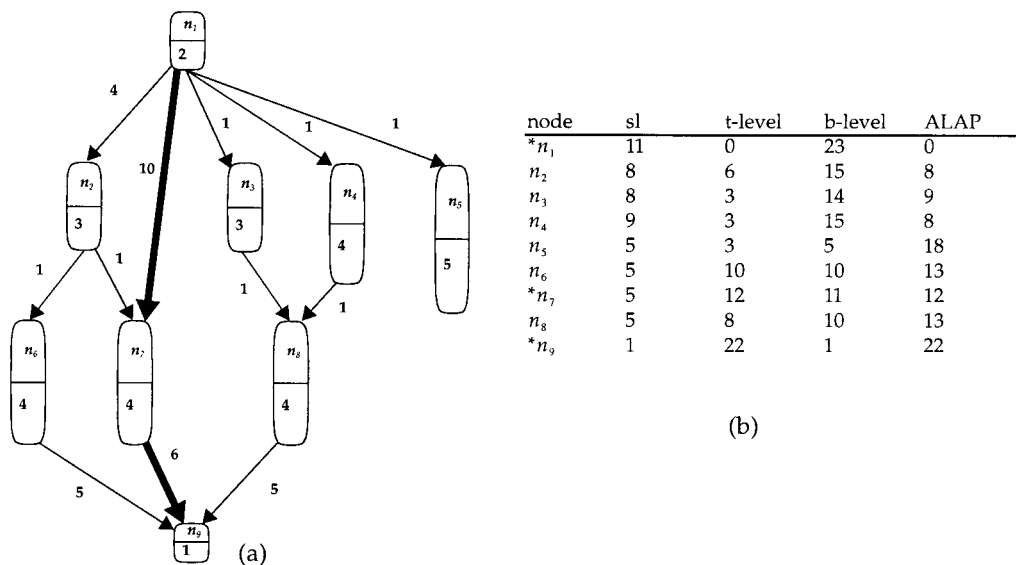 n₁
2
4
10
1
1
1
n₂
3
n₃
3
n₄
4
n₅
5
1
1
1
1
n₆
4
n₇
4
n₈
4
5
6
5
n₉
1
(a)
node sl t-level b-level ALAP
*n₁ 11 0 23 0
n₂ 8 6 15 8
n₃ 8 3 14 9
n₄ 9 3 15 8
n₅ 5 3 5 18
n₆ 5 10 10 13
*n₇ 5 12 11 12
n₈ 5 8 10 13
*n₉ 1 22 1 22
(b)